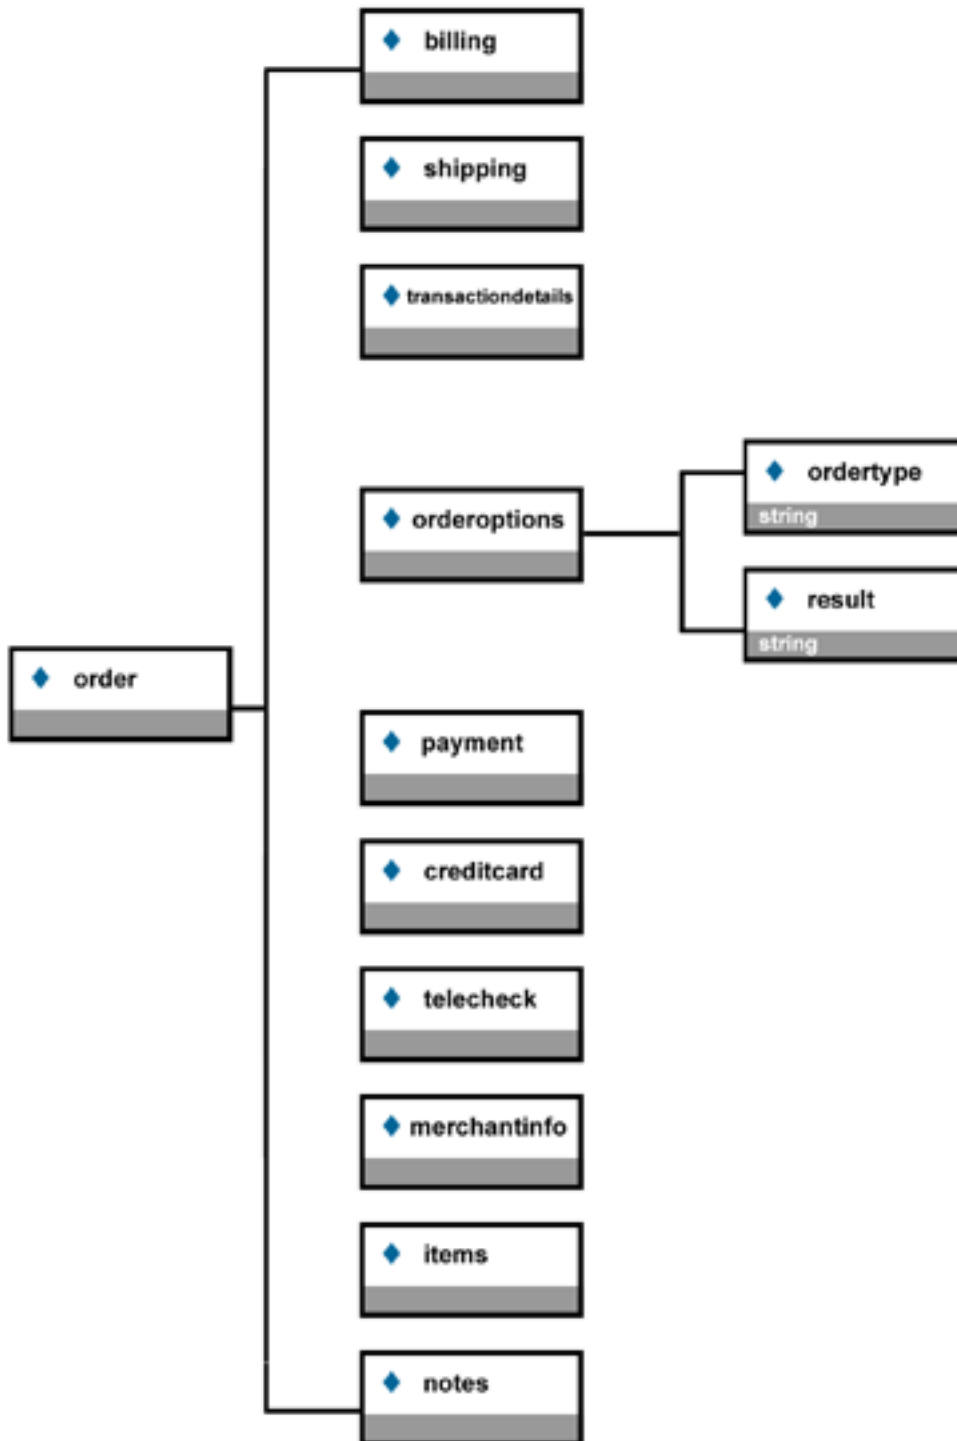 billing
shipping
transactiondetails
ordertype
string
orderoptions
result
string
order
payment
creditcard
telecheck
merchantinfo
items
notes